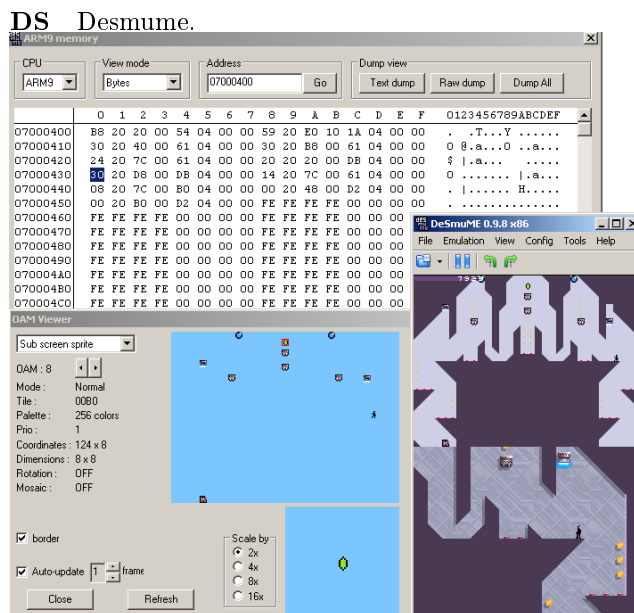 DS Desmume.
ARM9 memory
CPU View mode Address Dump view
ARM9 Bytes 07000400 Go Text dump Raw dump Dump All
0 1 2 3 4 5 6 7 8 9 A B C D E F 0123456789ABCDEF
07000400 B8 20 20 00 54 04 00 00 59 20 E0 10 1A 04 00 00 . .T...Y ......
07000410 30 20 40 00 61 04 00 00 30 20 B8 00 61 04 00 00 0 @.a...0 ..a...
07000420 24 20 7C 00 61 04 00 00 20 20 20 00 DB 04 00 00 $ |.a... .....
07000430 30 20 D8 00 DB 04 00 00 14 20 7C 00 61 04 00 00 0 ....... |.a...
07000440 08 20 7C 00 B0 04 00 00 00 20 48 00 D2 04 00 00 . |...... H.....
07000450 00 20 B0 00 D2 04 00 00 FE FE FE FE 00 00 00 00 . ..............
07000460 FE FE FE FE 00 00 00 00 FE FE FE FE 00 00 00
07000470 FE FE FE FE 00 00 00 00 FE FE FE FE 00 00 00
07000480 FE FE FE FE 00 00 00 00 FE FE FE FE 00 00 00
07000490 FE FE FE FE 00 00 00 00 FE FE FE FE 00 00 00
070004A0 FE FE FE FE 00 00 00 00 FE FE FE FE 00 00 00
070004B0 FE FE FE FE 00 00 00 00 FE FE FE FE 00 00 00
070004C0 FE FE FE FE 00 00 00 00 FE FE FE FE 00 00 00
DeSmuME 0.9.8 x86
File Emulation View Config Tools Help
7929
OAM Viewer
Sub screen sprite
OAM : 8
Mode : Normal
Tile : 00B0
Palette : 256 colors
Prio : 1
Coordinates : 124 x 8
Dimensions : 8 x 8
Rotation : OFF
Mosaic : OFF
border
Auto-update 1 frame
Close Refresh
Scale by
2x
4x
8x
16x